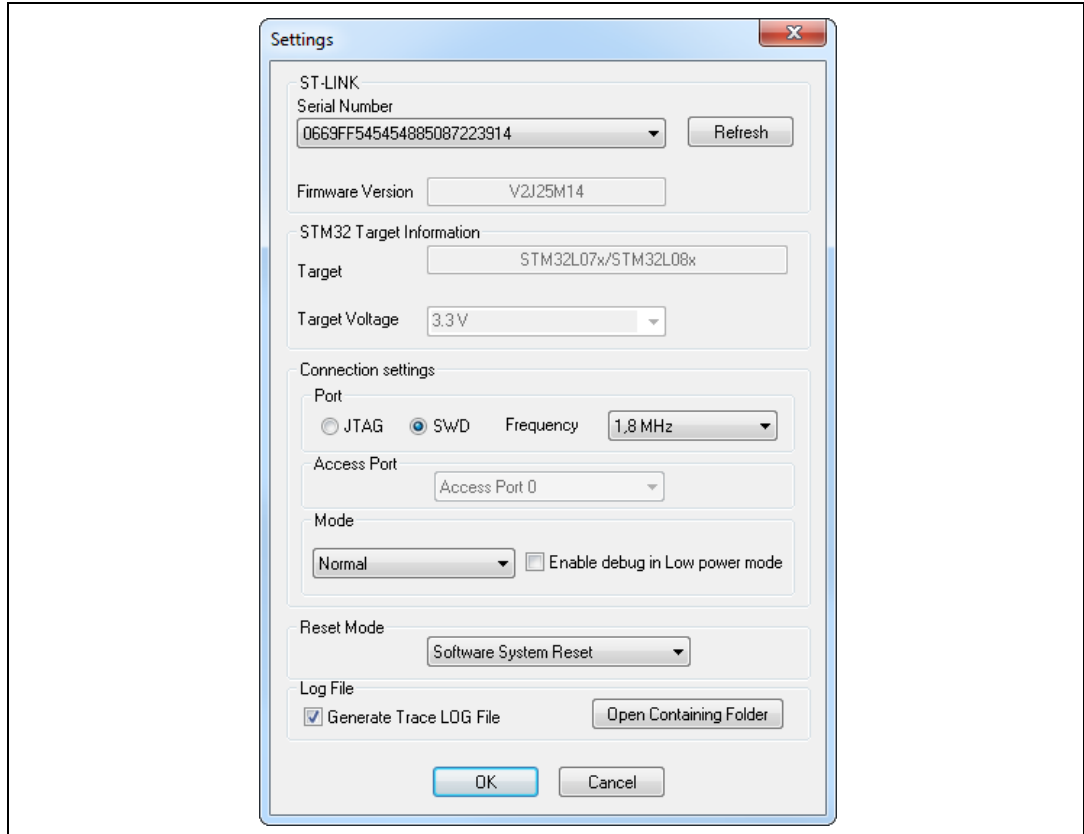 Settings
ST-LINK
Serial Number
0669FF545454885087223914
Refresh
Firmware Version V2J25M14
STM32 Target Information
Target STM32L07x/STM32L08x
Target Voltage 3.3 V
Connection settings
Port
JTAG SWD Frequency 1,8 MHz
Access Port
Access Port 0
Mode
Normal Enable debug in Low power mode
Reset Mode
Software System Reset
Log File
Generate Trace LOG File Open Containing Folder
OK Cancel